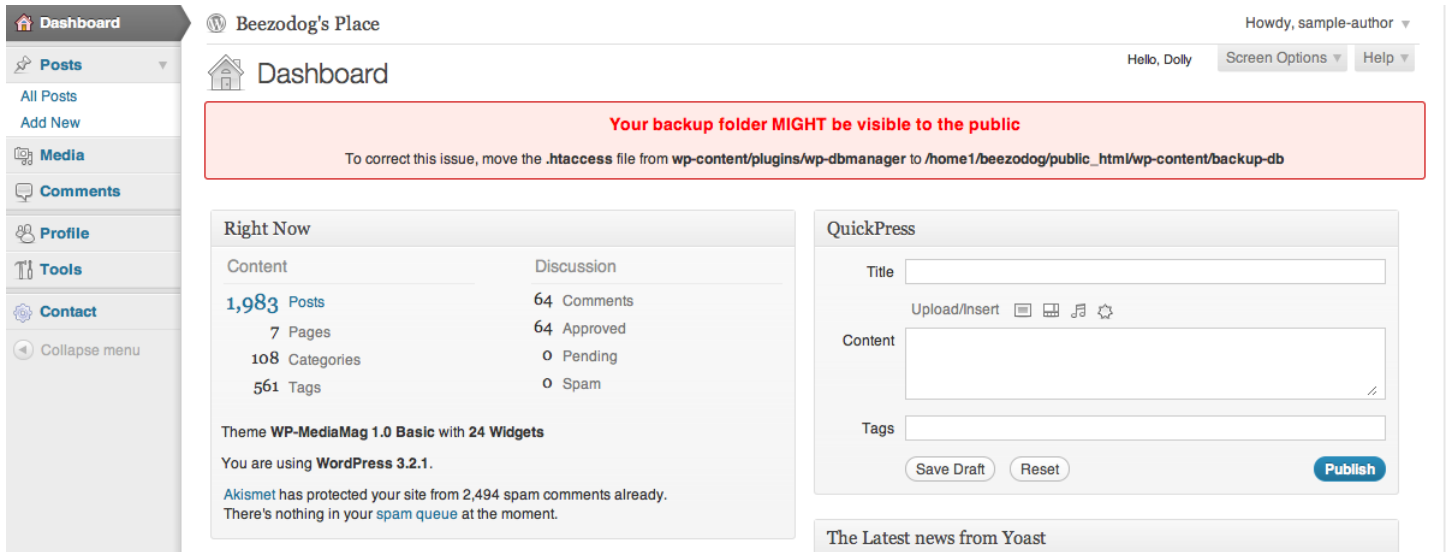 Dashboard
Posts
All Posts
Add New
Media
Comments
Profile
Tools
Contact
Collapse menu
Beezodog's Place
Howdy, sample-author
Dashboard
Hello, Dolly
Screen Options
Help
Your backup folder MIGHT be visible to the public
To correct this issue, move the .htaccess file from wp-content/plugins/wp-dbmanager to /home1/beezodog/public_html/wp-content/backup-db
Right Now
Content
1,983 Posts
7 Pages
108 Categories
561 Tags
Discussion
64 Comments
64 Approved
0 Pending
0 Spam
Theme WP-MediaMag 1.0 Basic with 24 Widgets
You are using WordPress 3.2.1.
Akismet has protected your site from 2,494 spam comments already.
There's nothing in your spam queue at the moment.
QuickPress
Title
Upload/Insert
Content
Tags
Save Draft
Reset
Publish
The Latest news from Yoast